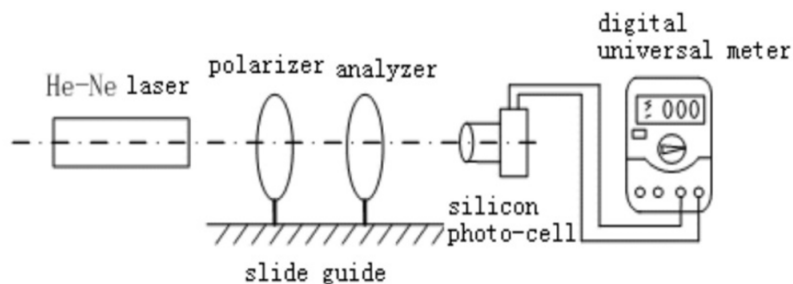 digital
universal meter
polarizer analyzer
He-Ne laser
000
silicon
photo-cell
slide guide